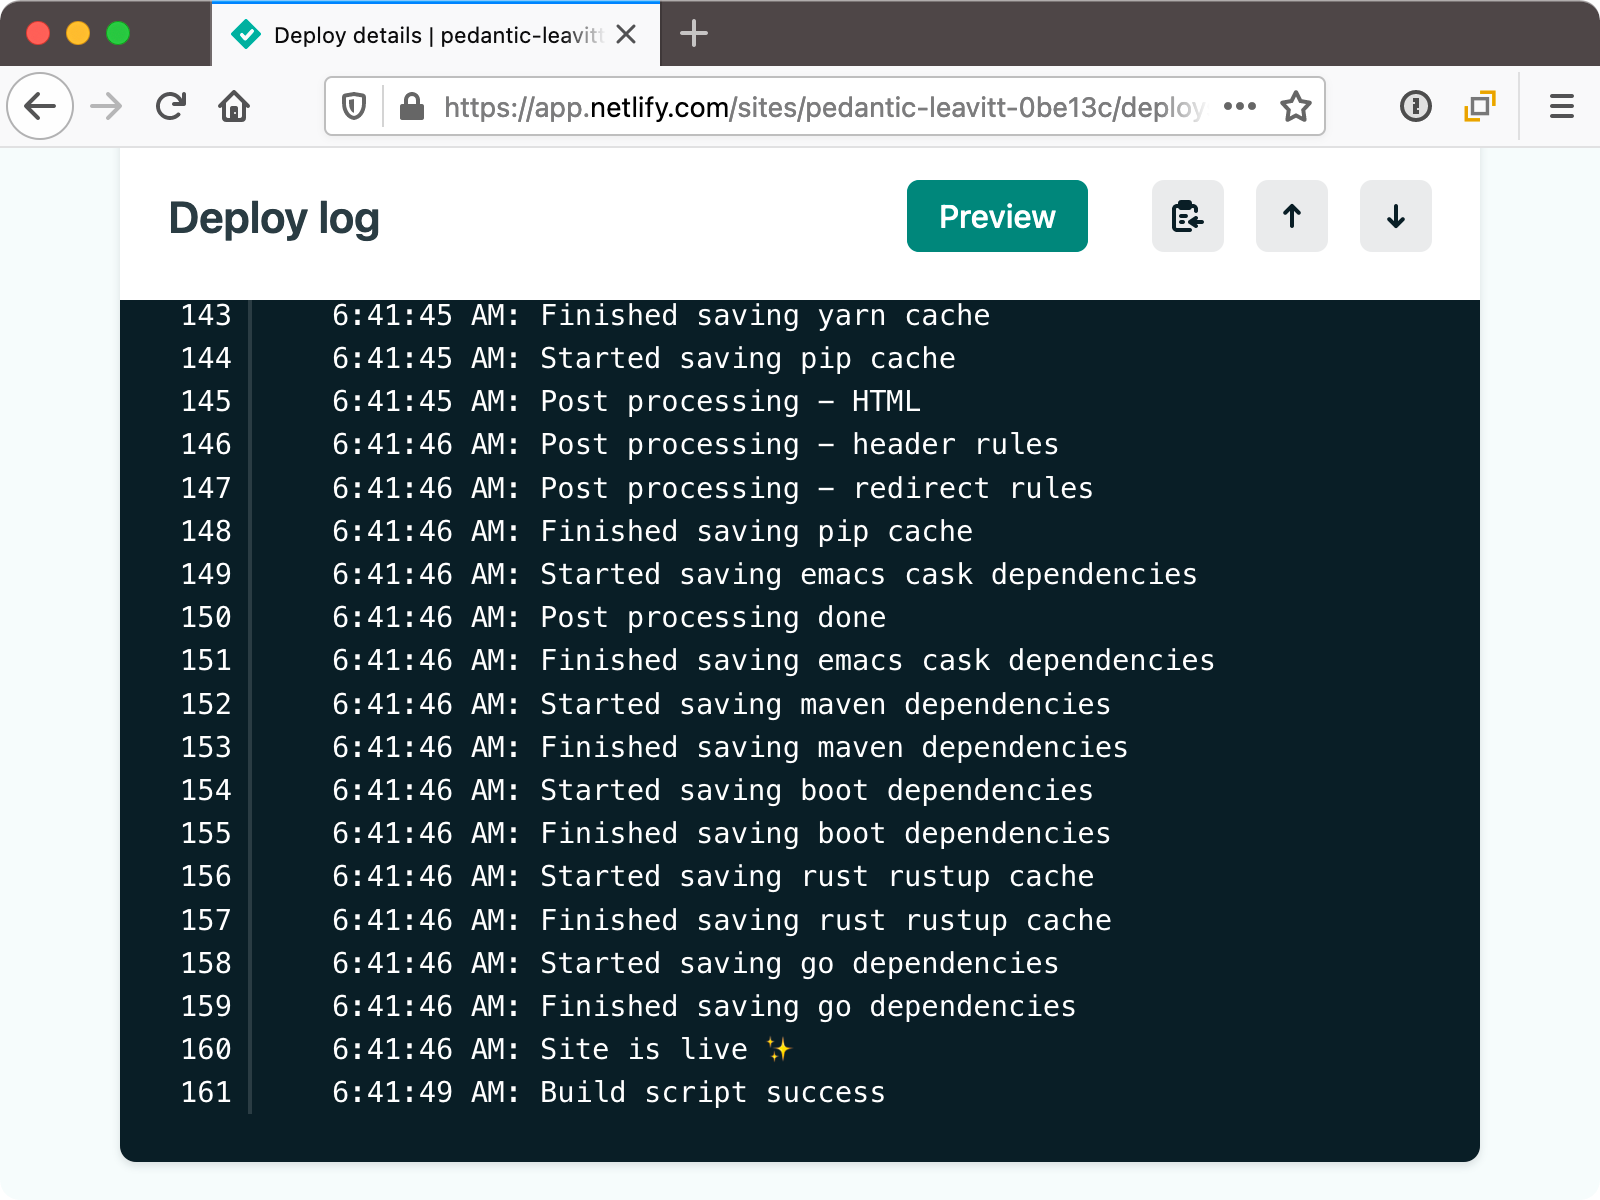 Deploy details | pedantic-leavitt
https://app.netlify.com/sites/pedantic-leavitt-0be13c/deploy
Deploy log
Preview
143 6:41:45 AM: Finished saving yarn cache
144 6:41:45 AM: Started saving pip cache
145 6:41:45 AM: Post processing - HTML
146 6:41:46 AM: Post processing - header rules
147 6:41:46 AM: Post processing - redirect rules
148 6:41:46 AM: Finished saving pip cache
149 6:41:46 AM: Started saving emacs cask dependencies
150 6:41:46 AM: Post processing done
151 6:41:46 AM: Finished saving emacs cask dependencies
152 6:41:46 AM: Started saving maven dependencies
153 6:41:46 AM: Finished saving maven dependencies
154 6:41:46 AM: Started saving boot dependencies
155 6:41:46 AM: Finished saving boot dependencies
156 6:41:46 AM: Started saving rust rustup cache
157 6:41:46 AM: Finished saving rust rustup cache
158 6:41:46 AM: Started saving go dependencies
159 6:41:46 AM: Finished saving go dependencies
160 6:41:46 AM: Site is live ✨
161 6:41:49 AM: Build script success